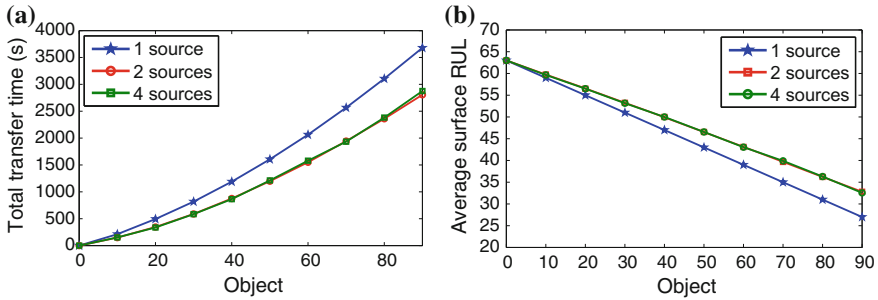 (a)
Total transfer time (s)
4000
3500
3000
2500
2000
1500
1000
500
0
1 source
2 sources
4 sources
0 20 40 60 80
Object
(b)
Average surface RUL
70
65
60
55
50
45
40
35
30
25
20
1 source
2 sources
4 sources
0 10 20 30 40 50 60 70 80 90
Object